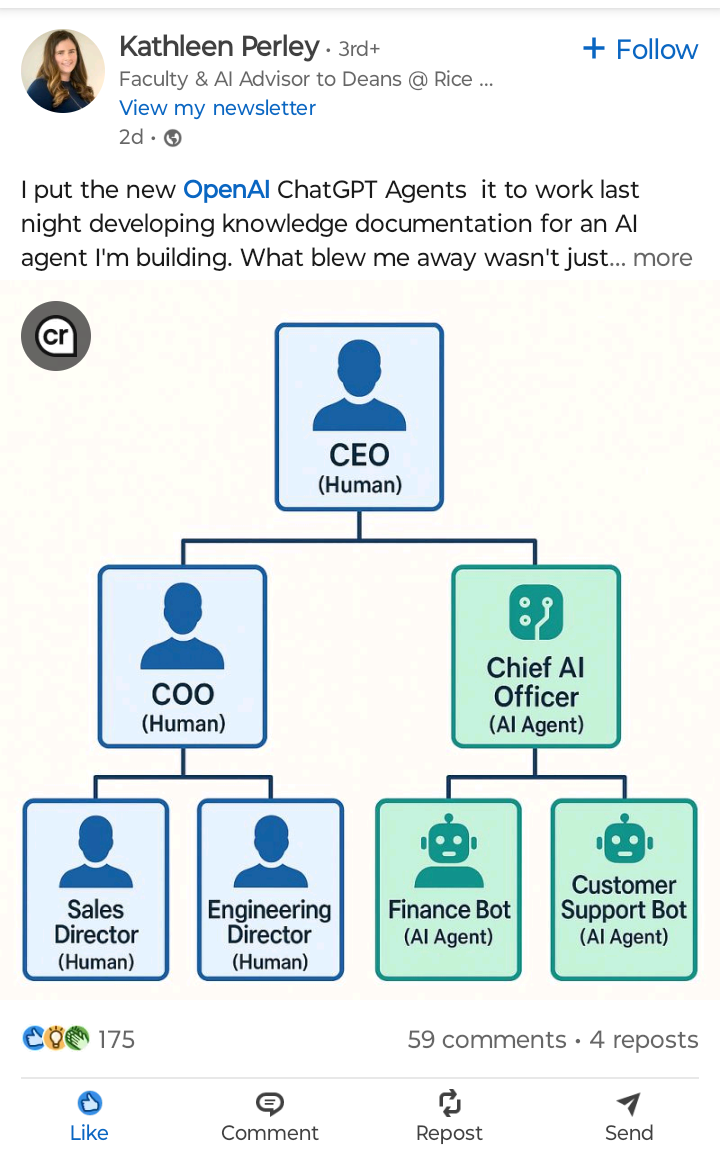 Kathleen Perley · 3rd+
+ Follow
Faculty & AI Advisor to Deans @ Rice ...
View my newsletter
2d ·
I put the new OpenAI ChatGPT Agents  it to work last
night developing knowledge documentation for an AI
agent I'm building. What blew me away wasn't just... more
cr
CEO
(Human)
COO
(Human)
Chief AI
Officer
(AI Agent)
Sales
Director
(Human)
Engineering
Director
(Human)
Finance Bot
(AI Agent)
Customer
Support Bot
(AI Agent)
175
59 comments · 4 reposts
Like
Comment
Repost
Send